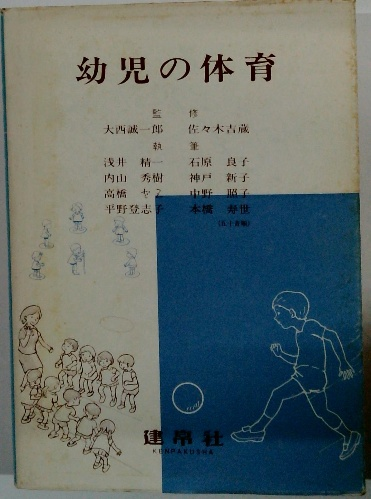 幼児の体育
監修
大西誠一郎 佐々木吉蔵
執筆
浅井 精一 石原 良子
内山 秀樹 神戸 新子
高橋 中野 照子
平野登志子 本橋 寿世
(五十音順)
建帛社
KENPAKUSHA